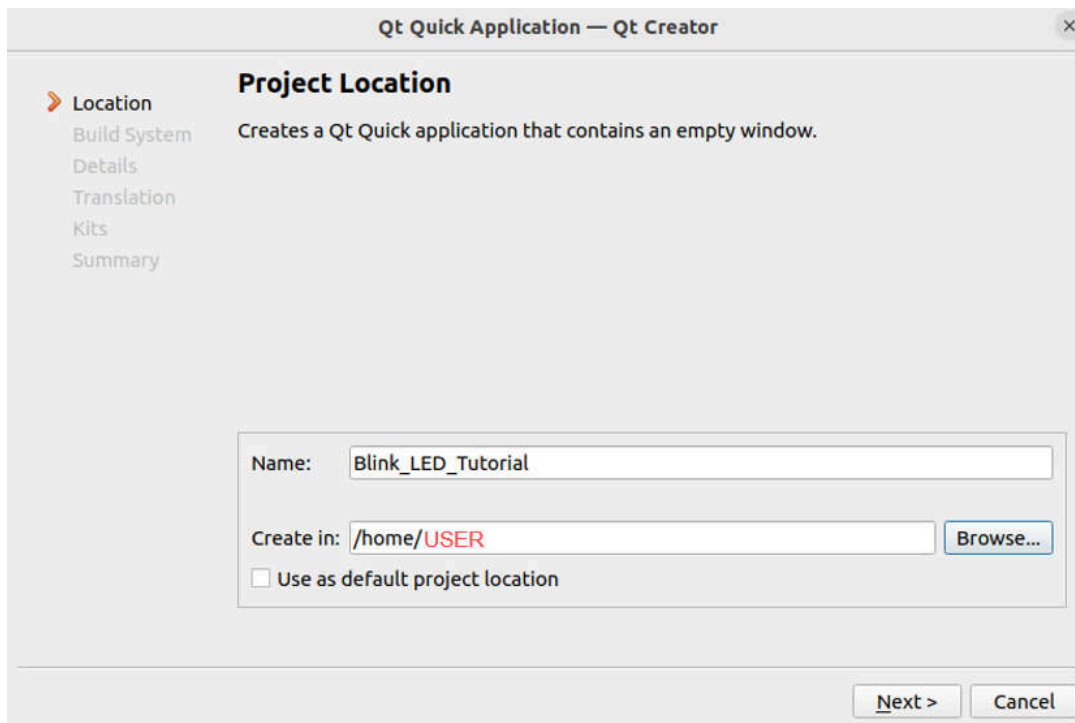 Qt Quick Application — Qt Creator
Location
Build System
Details
Translation
Kits
Summary
Project Location
Creates a Qt Quick application that contains an empty window.
Name: Blink_LED_Tutorial
Create in: /home/USER Browse...
Use as default project location
Next > Cancel